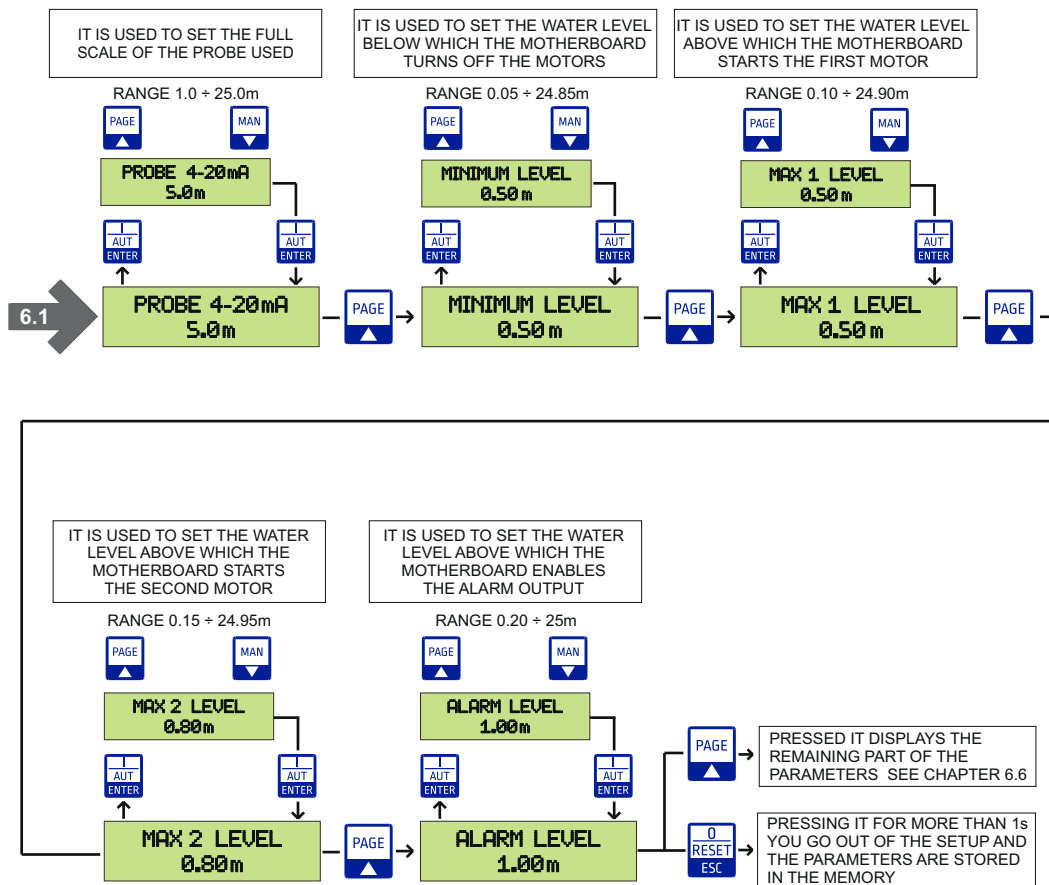 IT IS USED TO SET THE FULL
SCALE OF THE PROBE USED
RANGE 1.0 ÷ 25.0m
PAGE
MAN
PROBE 4-20mA
5.0m
I
AUT
ENTER
I
AUT
ENTER
6.1
PROBE 4-20mA
5.0m
PAGE
IT IS USED TO SET THE WATER LEVEL
BELOW WHICH THE MOTHERBOARD
TURNS OFF THE MOTORS
RANGE 0.05 ÷ 24.85m
PAGE
MAN
MINIMUM LEVEL
0.50 m
I
AUT
ENTER
I
AUT
ENTER
MINIMUM LEVEL
0.50 m
PAGE
IT IS USED TO SET THE WATER LEVEL
ABOVE WHICH THE MOTHERBOARD
STARTS THE FIRST MOTOR
RANGE 0.10 ÷ 24.90m
PAGE
MAN
MAX 1 LEVEL
0.50 m
I
AUT
ENTER
I
AUT
ENTER
MAX 1 LEVEL
0.50 m
PAGE
IT IS USED TO SET THE WATER
LEVEL ABOVE WHICH THE
MOTHERBOARD STARTS
THE SECOND MOTOR
RANGE 0.15 ÷ 24.95m
PAGE
MAN
MAX 2 LEVEL
0.80m
I
AUT
ENTER
I
AUT
ENTER
MAX 2 LEVEL
0.80m
PAGE
IT IS USED TO SET THE WATER
LEVEL ABOVE WHICH THE
MOTHERBOARD ENABLES
THE ALARM OUTPUT
RANGE 0.20 ÷ 25m
PAGE
MAN
ALARM LEVEL
1.00m
I
AUT
ENTER
I
AUT
ENTER
ALARM LEVEL
1.00m
PAGE
PRESSED IT DISPLAYS THE
REMAINING PART OF THE
PARAMETERS SEE CHAPTER 6.6
0
RESET
ESC
PRESSING IT FOR MORE THAN 1s
YOU GO OUT OF THE SETUP AND
THE PARAMETERS ARE STORED
IN THE MEMORY